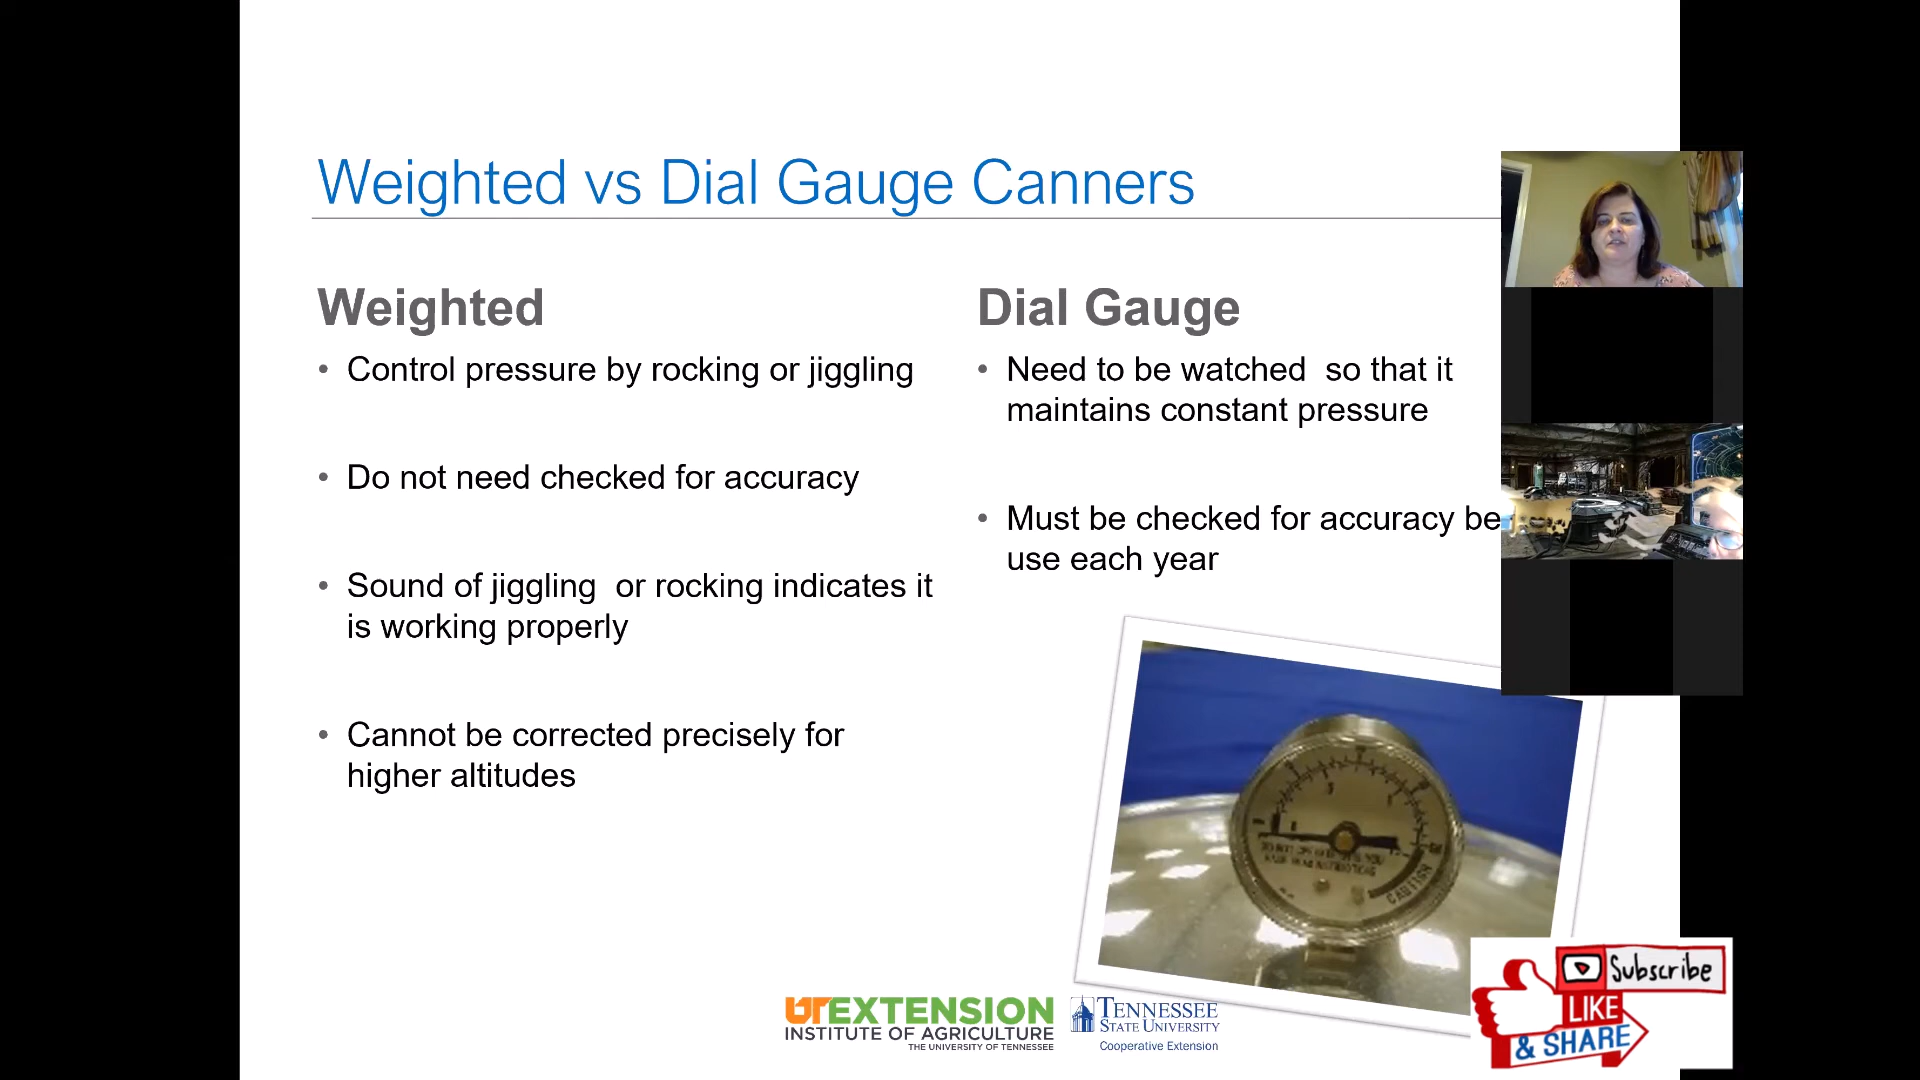 Weighted vs Dial Gauge Canners
Weighted
• Control pressure by rocking or jiggling
• Do not need checked for accuracy
• Sound of jiggling or rocking indicates it
is working properly
• Cannot be corrected precisely for
higher altitudes
Dial Gauge
• Need to be watched so that it
maintains constant pressure
• Must be checked for accuracy be
use each year
CAUTION
UT EXTENSION
INSTITUTE OF AGRICULTURE
THE UNIVERSITY OF TENNESSEE
TENNESSEE
STATE UNIVERSITY
Cooperative Extension
Subscribe
LIKE
& SHARE